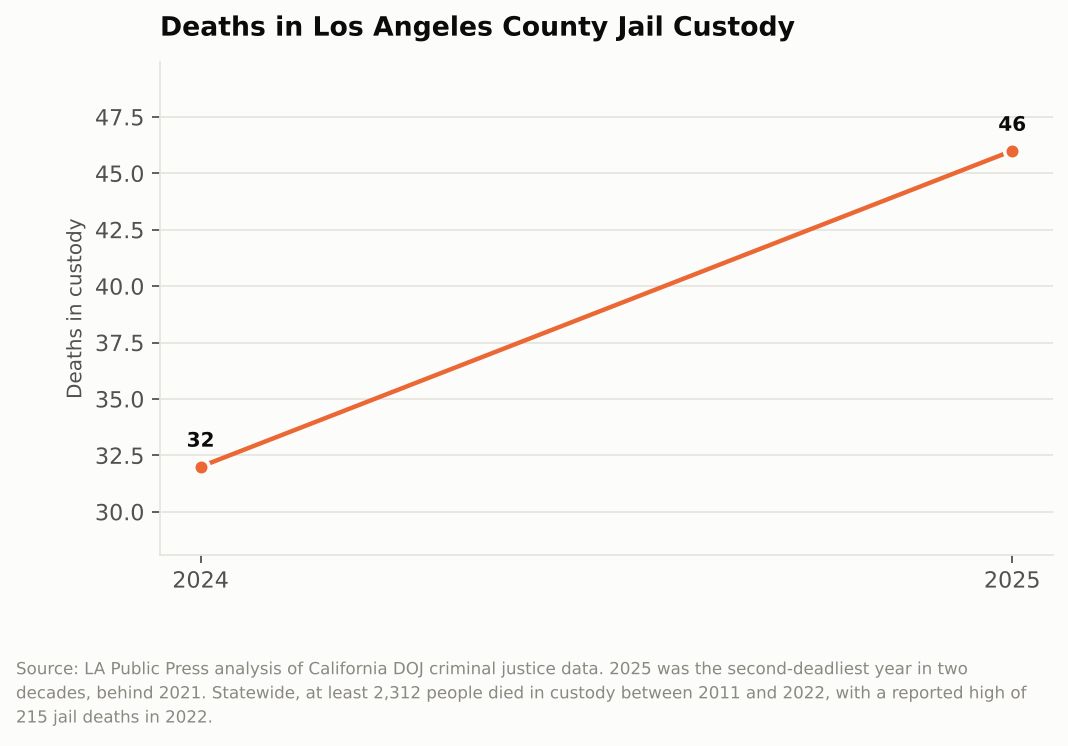 Deaths in Los Angeles County Jail Custody
47.5
45.0
42.5
40.0
37.5
35.0
32.5
30.0
Deaths in custody
32
46
2024
2025
Source: LA Public Press analysis of California DOJ criminal justice data. 2025 was the second-deadliest year in two
decades, behind 2021. Statewide, at least 2,312 people died in custody between 2011 and 2022, with a reported high of
215 jail deaths in 2022.